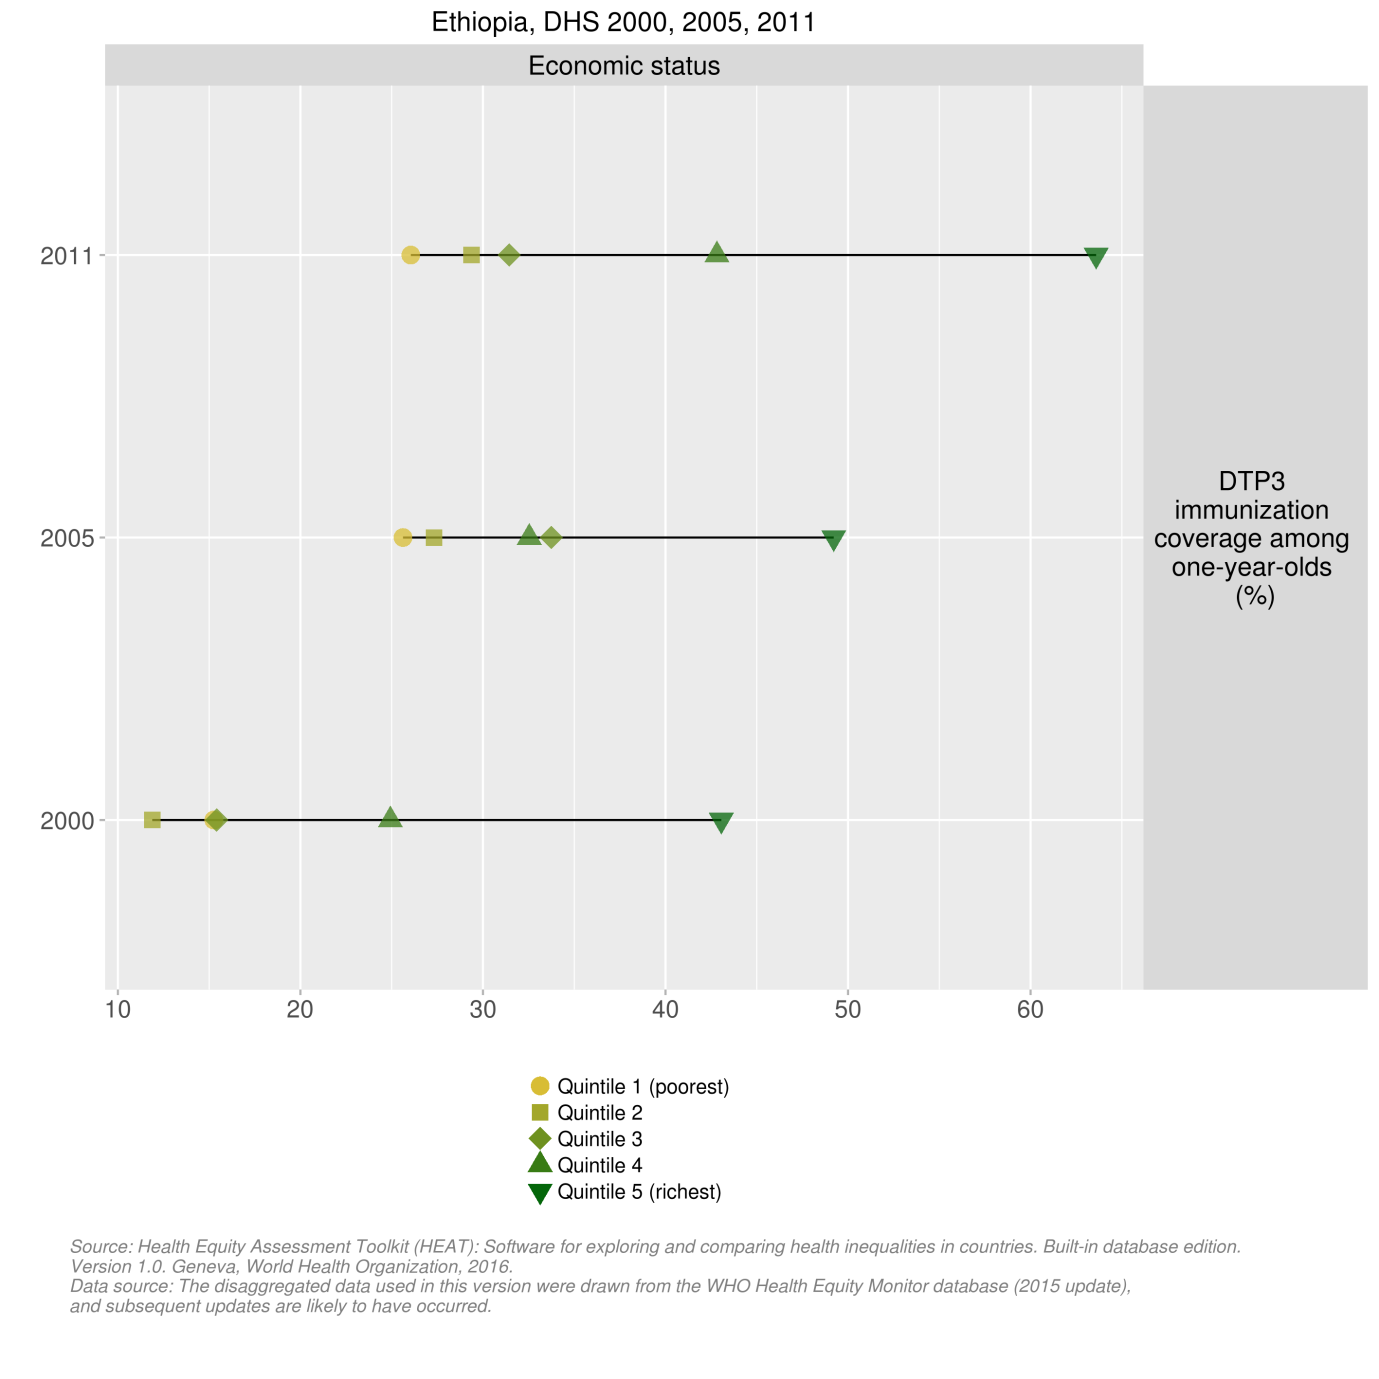 Ethiopia, DHS 2000, 2005, 2011
Economic status
2011
2005
2000
DTP3
immunization
coverage among
one-year-olds
(%)
10 20 30 40 50 60
Quintile 1 (poorest)
Quintile 2
Quintile 3
Quintile 4
Quintile 5 (richest)
Source: Health Equity Assessment Toolkit (HEAT): Software for exploring and comparing health inequalities in countries. Built-in database edition.
Version 1.0. Geneva, World Health Organization, 2016.
Data source: The disaggregated data used in this version were drawn from the WHO Health Equity Monitor database (2015 update),
and subsequent updates are likely to have occurred.